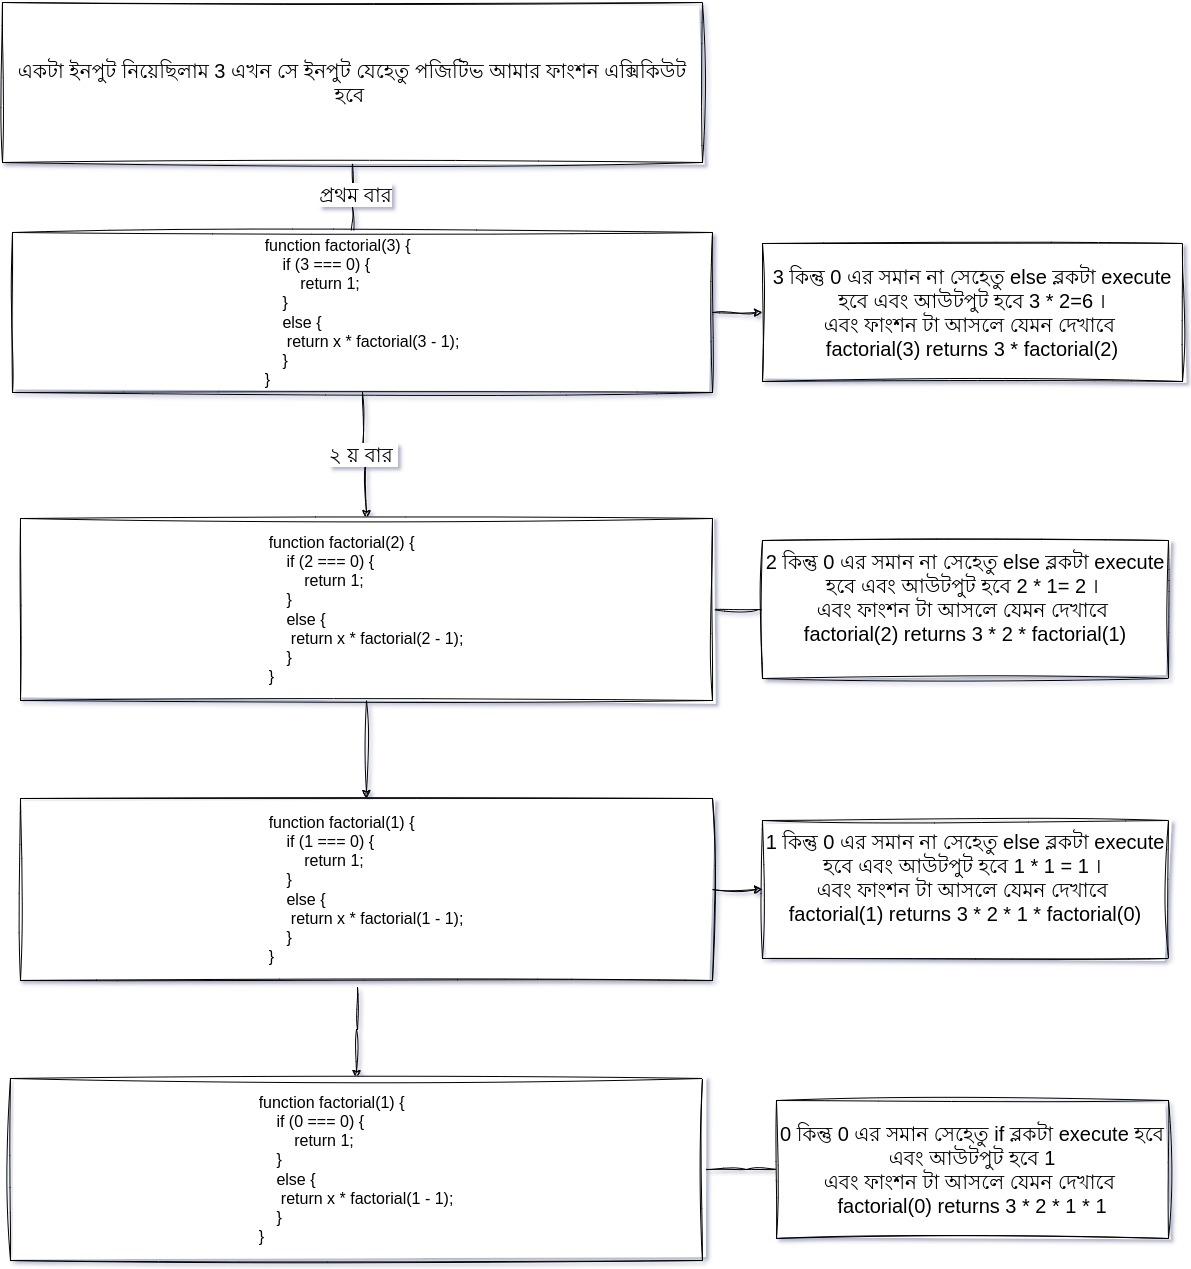 একটা ইনপুট নিয়েছিলাম 3 এখন সে ইনপুট যেহেতু পজিটিভ আমার ফাংশন এক্সিকিউট
হবে
প্রথম বার
function factorial(3) {
if (3 === 0) {
return 1;
}
else {
return x * factorial(3 - 1);
}
}
3 কিন্তু 0 এর সমান না সেহেতু else ব্লকটা execute
হবে এবং আউটপুট হবে 3 * 2=6 ।
এবং ফাংশন টা আসলে যেমন দেখাবে
factorial(3) returns 3 * factorial(2)
২ য় বার
function factorial(2) {
if (2 === 0) {
return 1;
}
else {
return x * factorial(2 - 1);
}
}
2 কিন্তু 0 এর সমান না সেহেতু else ব্লকটা execute
হবে এবং আউটপুট হবে 2 * 1= 2 ।
এবং ফাংশন টা আসলে যেমন দেখাবে
factorial(2) returns 3 * 2 * factorial(1)
function factorial(1) {
if (1 === 0) {
return 1;
}
else {
return x * factorial(1 - 1);
}
}
1 কিন্তু 0 এর সমান না সেহেতু else ব্লকটা execute
হবে এবং আউটপুট হবে 1 * 1 = 1 ।
এবং ফাংশন টা আসলে যেমন দেখাবে
factorial(1) returns 3 * 2 * 1 * factorial(0)
function factorial(1) {
if (0 === 0) {
return 1;
}
else {
return x * factorial(1 - 1);
}
}
0 কিন্তু 0 এর সমান সেহেতু if ব্লকটা execute হবে
এবং আউটপুট হবে 1
এবং ফাংশন টা আসলে যেমন দেখাবে
factorial(0) returns 3 * 2 * 1 * 1